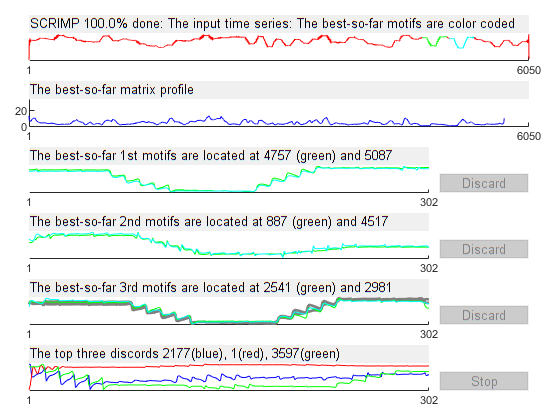 SCRIMP 100.0% done: The input time series: The best-so-far motifs are color coded
1 6050
The best-so-far matrix profile
20
0
1 6050
The best-so-far 1st motifs are located at 4757 (green) and 5087
Discard
1 302
The best-so-far 2nd motifs are located at 887 (green) and 4517
Discard
1 302
The best-so-far 3rd motifs are located at 2541 (green) and 2981
Discard
1 302
The top three discords 2177(blue), 1(red), 3597(green)
Stop
1 302